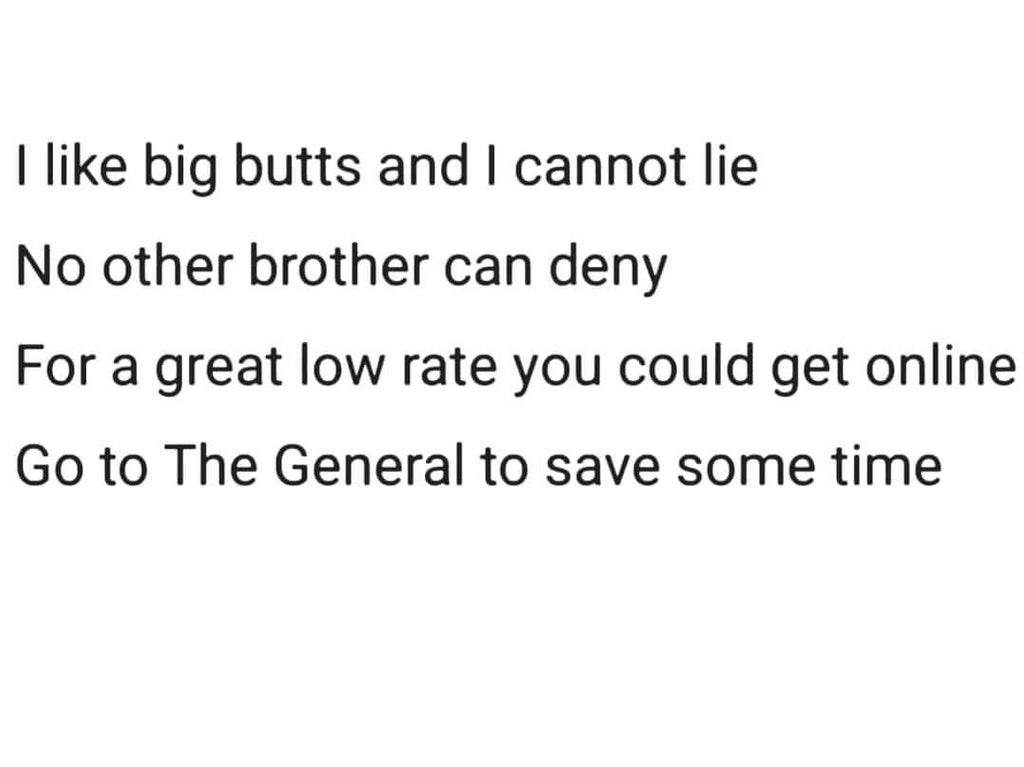 I like big butts and I cannot lie
No other brother can deny
For a great low rate you could get online
Go to The General to save some time